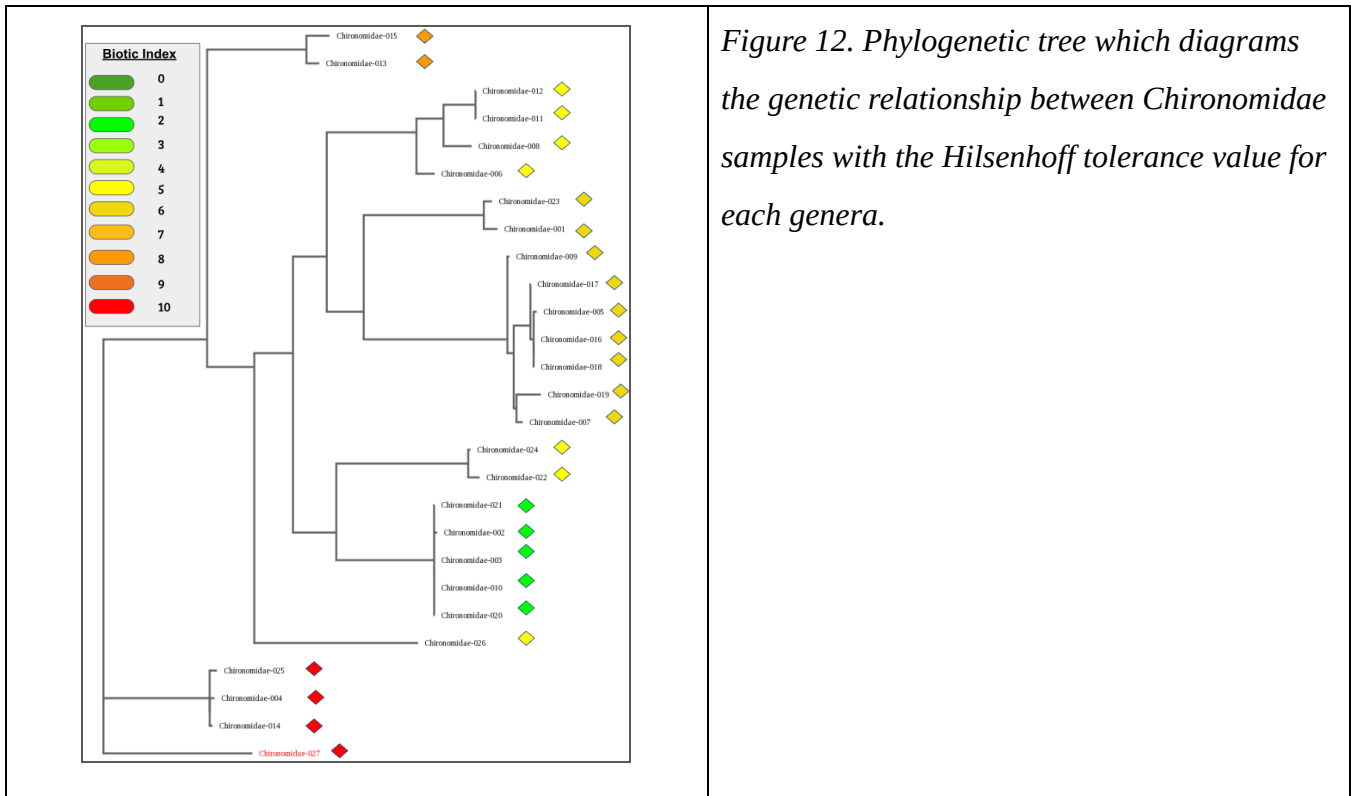 Biotic Index
0
1
2
3
4
5
6
7
8
9
10
Chironomidae-015
Chironomidae-013
Chironomidae-012
Chironomidae-011
Chironomidae-008
Chironomidae-006
Chironomidae-023
Chironomidae-001
Chironomidae-009
Chironomidae-017
Chironomidae-005
Chironomidae-016
Chironomidae-018
Chironomidae-019
Chironomidae-007
Chironomidae-024
Chironomidae-022
Chironomidae-021
Chironomidae-002
Chironomidae-003
Chironomidae-010
Chironomidae-020
Chironomidae-026
Chironomidae-025
Chironomidae-004
Chironomidae-014
Chironomidae-027
Figure 12. Phylogenetic tree which diagrams
the genetic relationship between Chironomidae
samples with the Hilsenhoff tolerance value for
each genera.